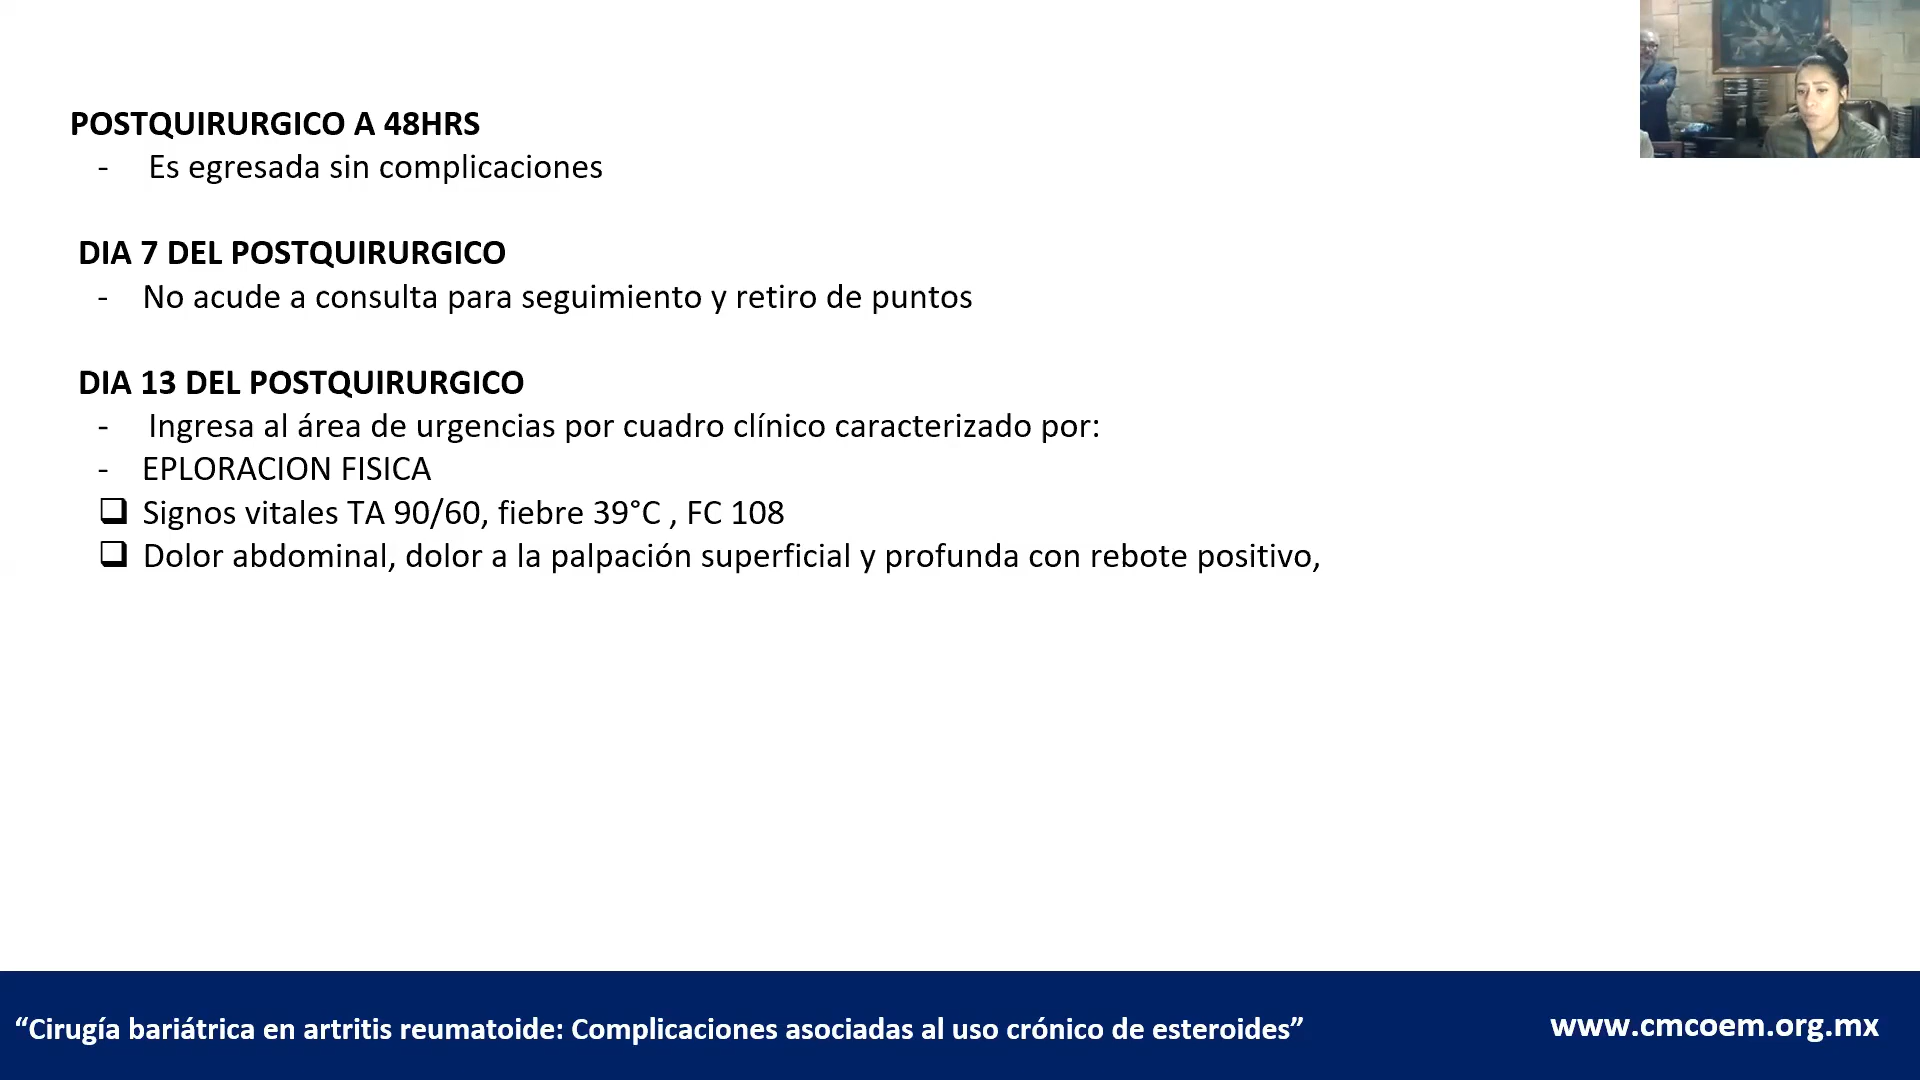 POSTQUIRURGICO A 48HRS
- Es egresada sin complicaciones
DIA 7 DEL POSTQUIRURGICO
- No acude a consulta para seguimiento y retiro de puntos
DIA 13 DEL POSTQUIRURGICO
- Ingresa al área de urgencias por cuadro clínico caracterizado por:
- EPLORACION FISICA
❑ Signos vitales TA 90/60, fiebre 39°C , FC 108
❑ Dolor abdominal, dolor a la palpación superficial y profunda con rebote positivo,
“Cirugía bariátrica en artritis reumatoide: Complicaciones asociadas al uso crónico de esteroides”
www.cmcoem.org.mx